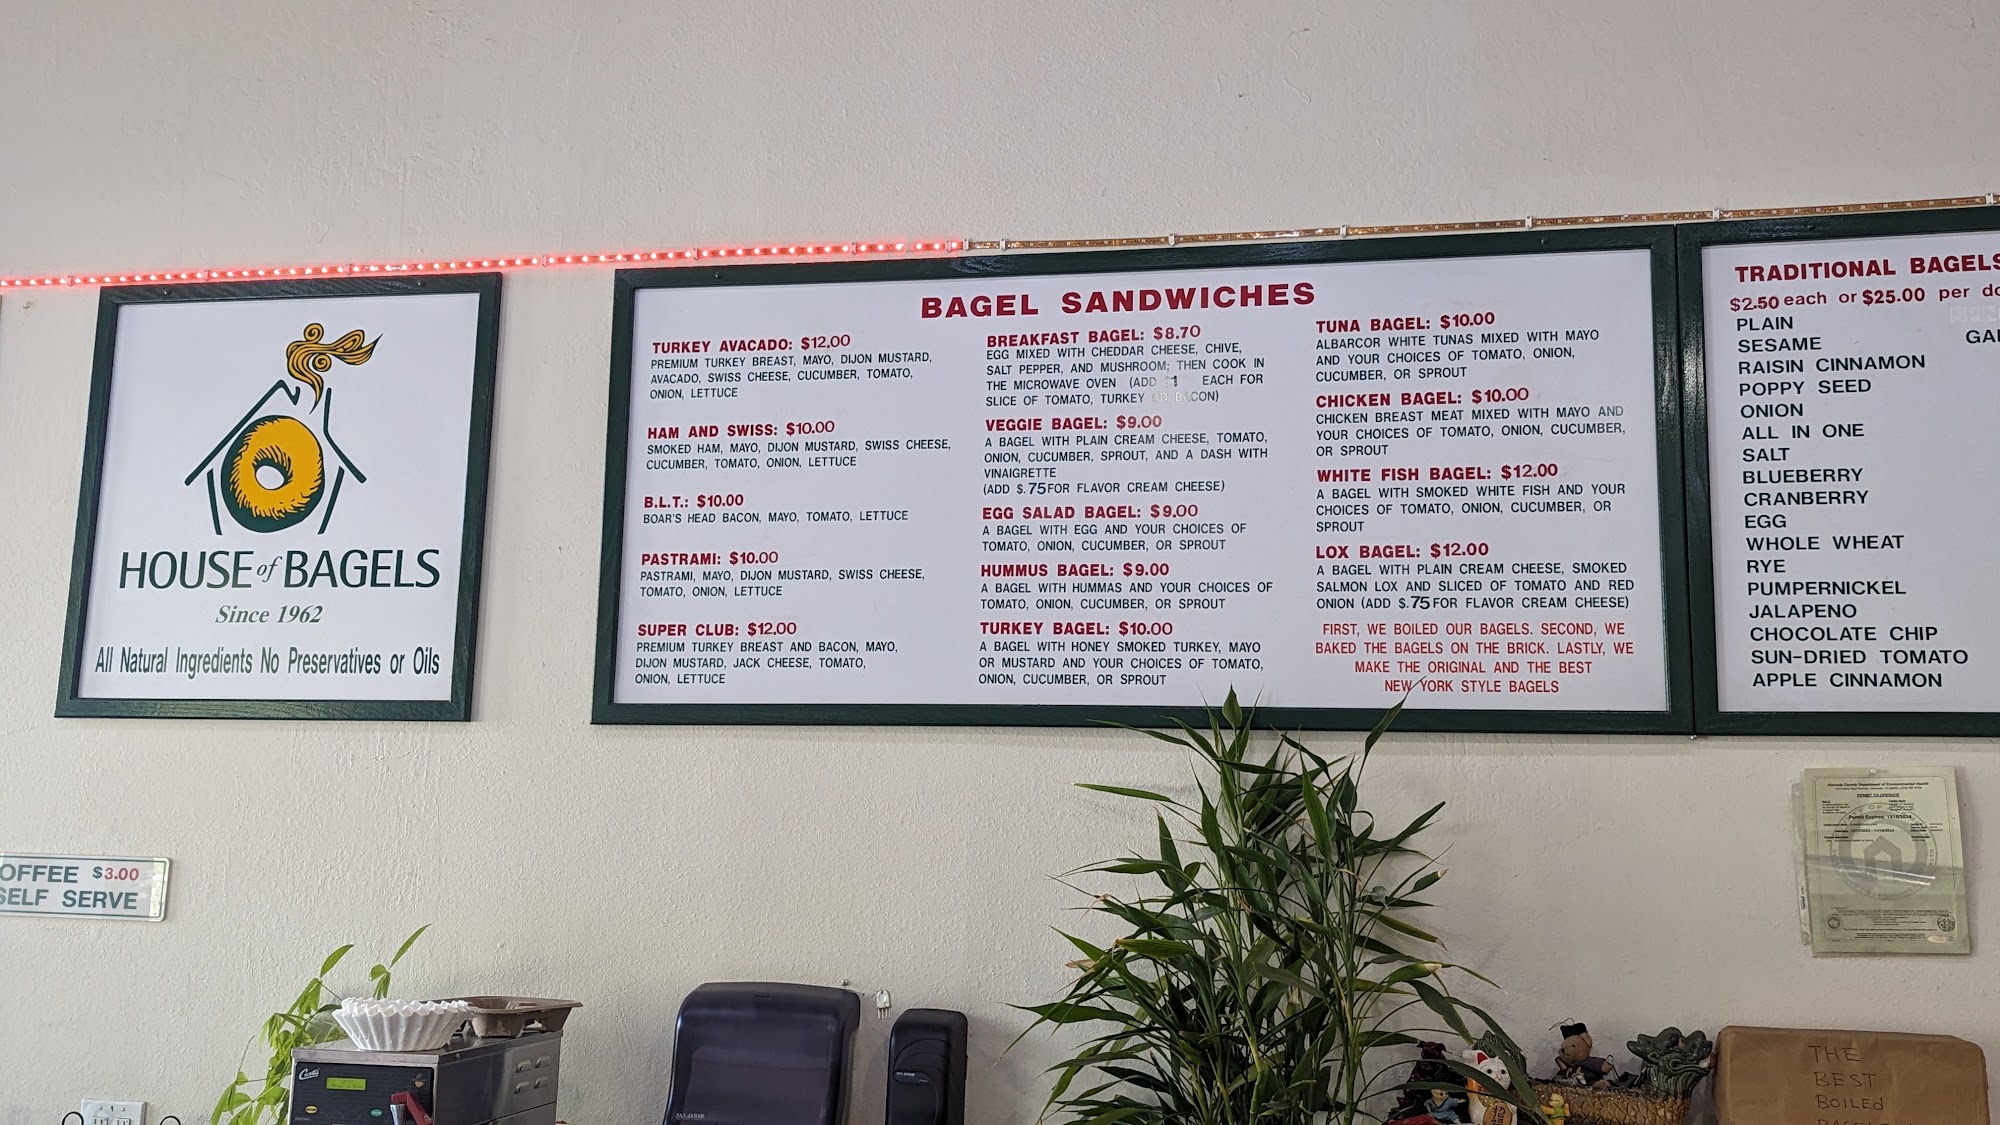 HOUSE of BAGELS
Since 1962
All Natural Ingredients No Preservatives or Oils
OFFEE $3.00
SELF SERVE
BAGEL SANDWICHES
TURKEY AVACADO: $12.00
PREMIUM TURKEY BREAST, MAYO, DIJON MUSTARD,
AVACADO, SWISS CHEESE, CUCUMBER, TOMATO,
ONION, LETTUCE
HAM AND SWISS: $10.00
SMOKED HAM, MAYO, DIJON MUSTARD, SWISS CHEESE,
CUCUMBER, TOMATO, ONION, LETTUCE
B.L.T.: $10.00
BOAR'S HEAD BACON, MAYO, TOMATO, LETTUCE
PASTRAMI: $10.00
PASTRAMI, MAYO, DIJON MUSTARD, SWISS CHEESE,
TOMATO, ONION, LETTUCE
SUPER CLUB: $12.00
PREMIUM TURKEY BREAST AND BACON, MAYO,
DIJON MUSTARD, JACK CHEESE, TOMATO,
ONION, LETTUCE
BREAKFAST BAGEL: $8.70
EGG MIXED WITH CHEDDAR CHEESE, CHIVE,
SALT PEPPER, AND MUSHROOM; THEN COOK IN
THE MICROWAVE OVEN (ADD $1 EACH FOR
SLICE OF TOMATO, TURKEY OR BACON)
VEGGIE BAGEL: $9.00
A BAGEL WITH PLAIN CREAM CHEESE, TOMATO,
ONION, CUCUMBER, SPROUT, AND A DASH WITH
VINAIGRETTE
(ADD $.75 FOR FLAVOR CREAM CHEESE)
EGG SALAD BAGEL: $9.00
A BAGEL WITH EGG AND YOUR CHOICES OF
TOMATO, ONION, CUCUMBER, OR SPROUT
HUMMUS BAGEL: $9.00
A BAGEL WITH HUMMAS AND YOUR CHOICES OF
TOMATO, ONION, CUCUMBER, OR SPROUT
TURKEY BAGEL: $10.00
A BAGEL WITH HONEY SMOKED TURKEY, MAYO
OR MUSTARD AND YOUR CHOICES OF TOMATO,
ONION, CUCUMBER, OR SPROUT
TUNA BAGEL: $10.00
ALBARCOR WHITE TUNAS MIXED WITH MAYO
AND YOUR CHOICES OF TOMATO, ONION,
CUCUMBER, OR SPROUT
CHICKEN BAGEL: $10.00
CHICKEN BREAST MEAT MIXED WITH MAYO AND
YOUR CHOICES OF TOMATO, ONION, CUCUMBER,
OR SPROUT
WHITE FISH BAGEL: $12.00
A BAGEL WITH SMOKED WHITE FISH AND YOUR
CHOICES OF TOMATO, ONION, CUCUMBER, OR
SPROUT
LOX BAGEL: $12.00
A BAGEL WITH PLAIN CREAM CHEESE, SMOKED
SALMON LOX AND SLICED OF TOMATO AND RED
ONION (ADD $.75 FOR FLAVOR CREAM CHEESE)
FIRST, WE BOILED OUR BAGELS. SECOND, WE
BAKED THE BAGELS ON THE BRICK. LASTLY, WE
MAKE THE ORIGINAL AND THE BEST
NEW YORK STYLE BAGELS
TRADITIONAL BAGELS
$2.50 each or $25.00 per do
PLAIN
SESAME GA
RAISIN CINNAMON
POPPY SEED
ONION
ALL IN ONE
SALT
BLUEBERRY
CRANBERRY
EGG
WHOLE WHEAT
RYE
PUMPERNICKEL
JALAPENO
CHOCOLATE CHIP
SUN-DRIED TOMATO
APPLE CINNAMON
Alameda County Department of Environmental Health
PERMIT TO OPERATE
Curtis
SAN JAMAR
THE
BEST
BOILED